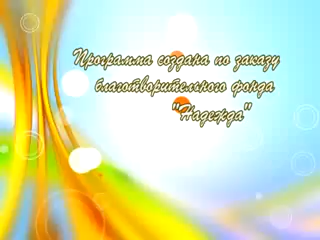 Программа создана по заказу
благотворительного фонда
"Надежда"